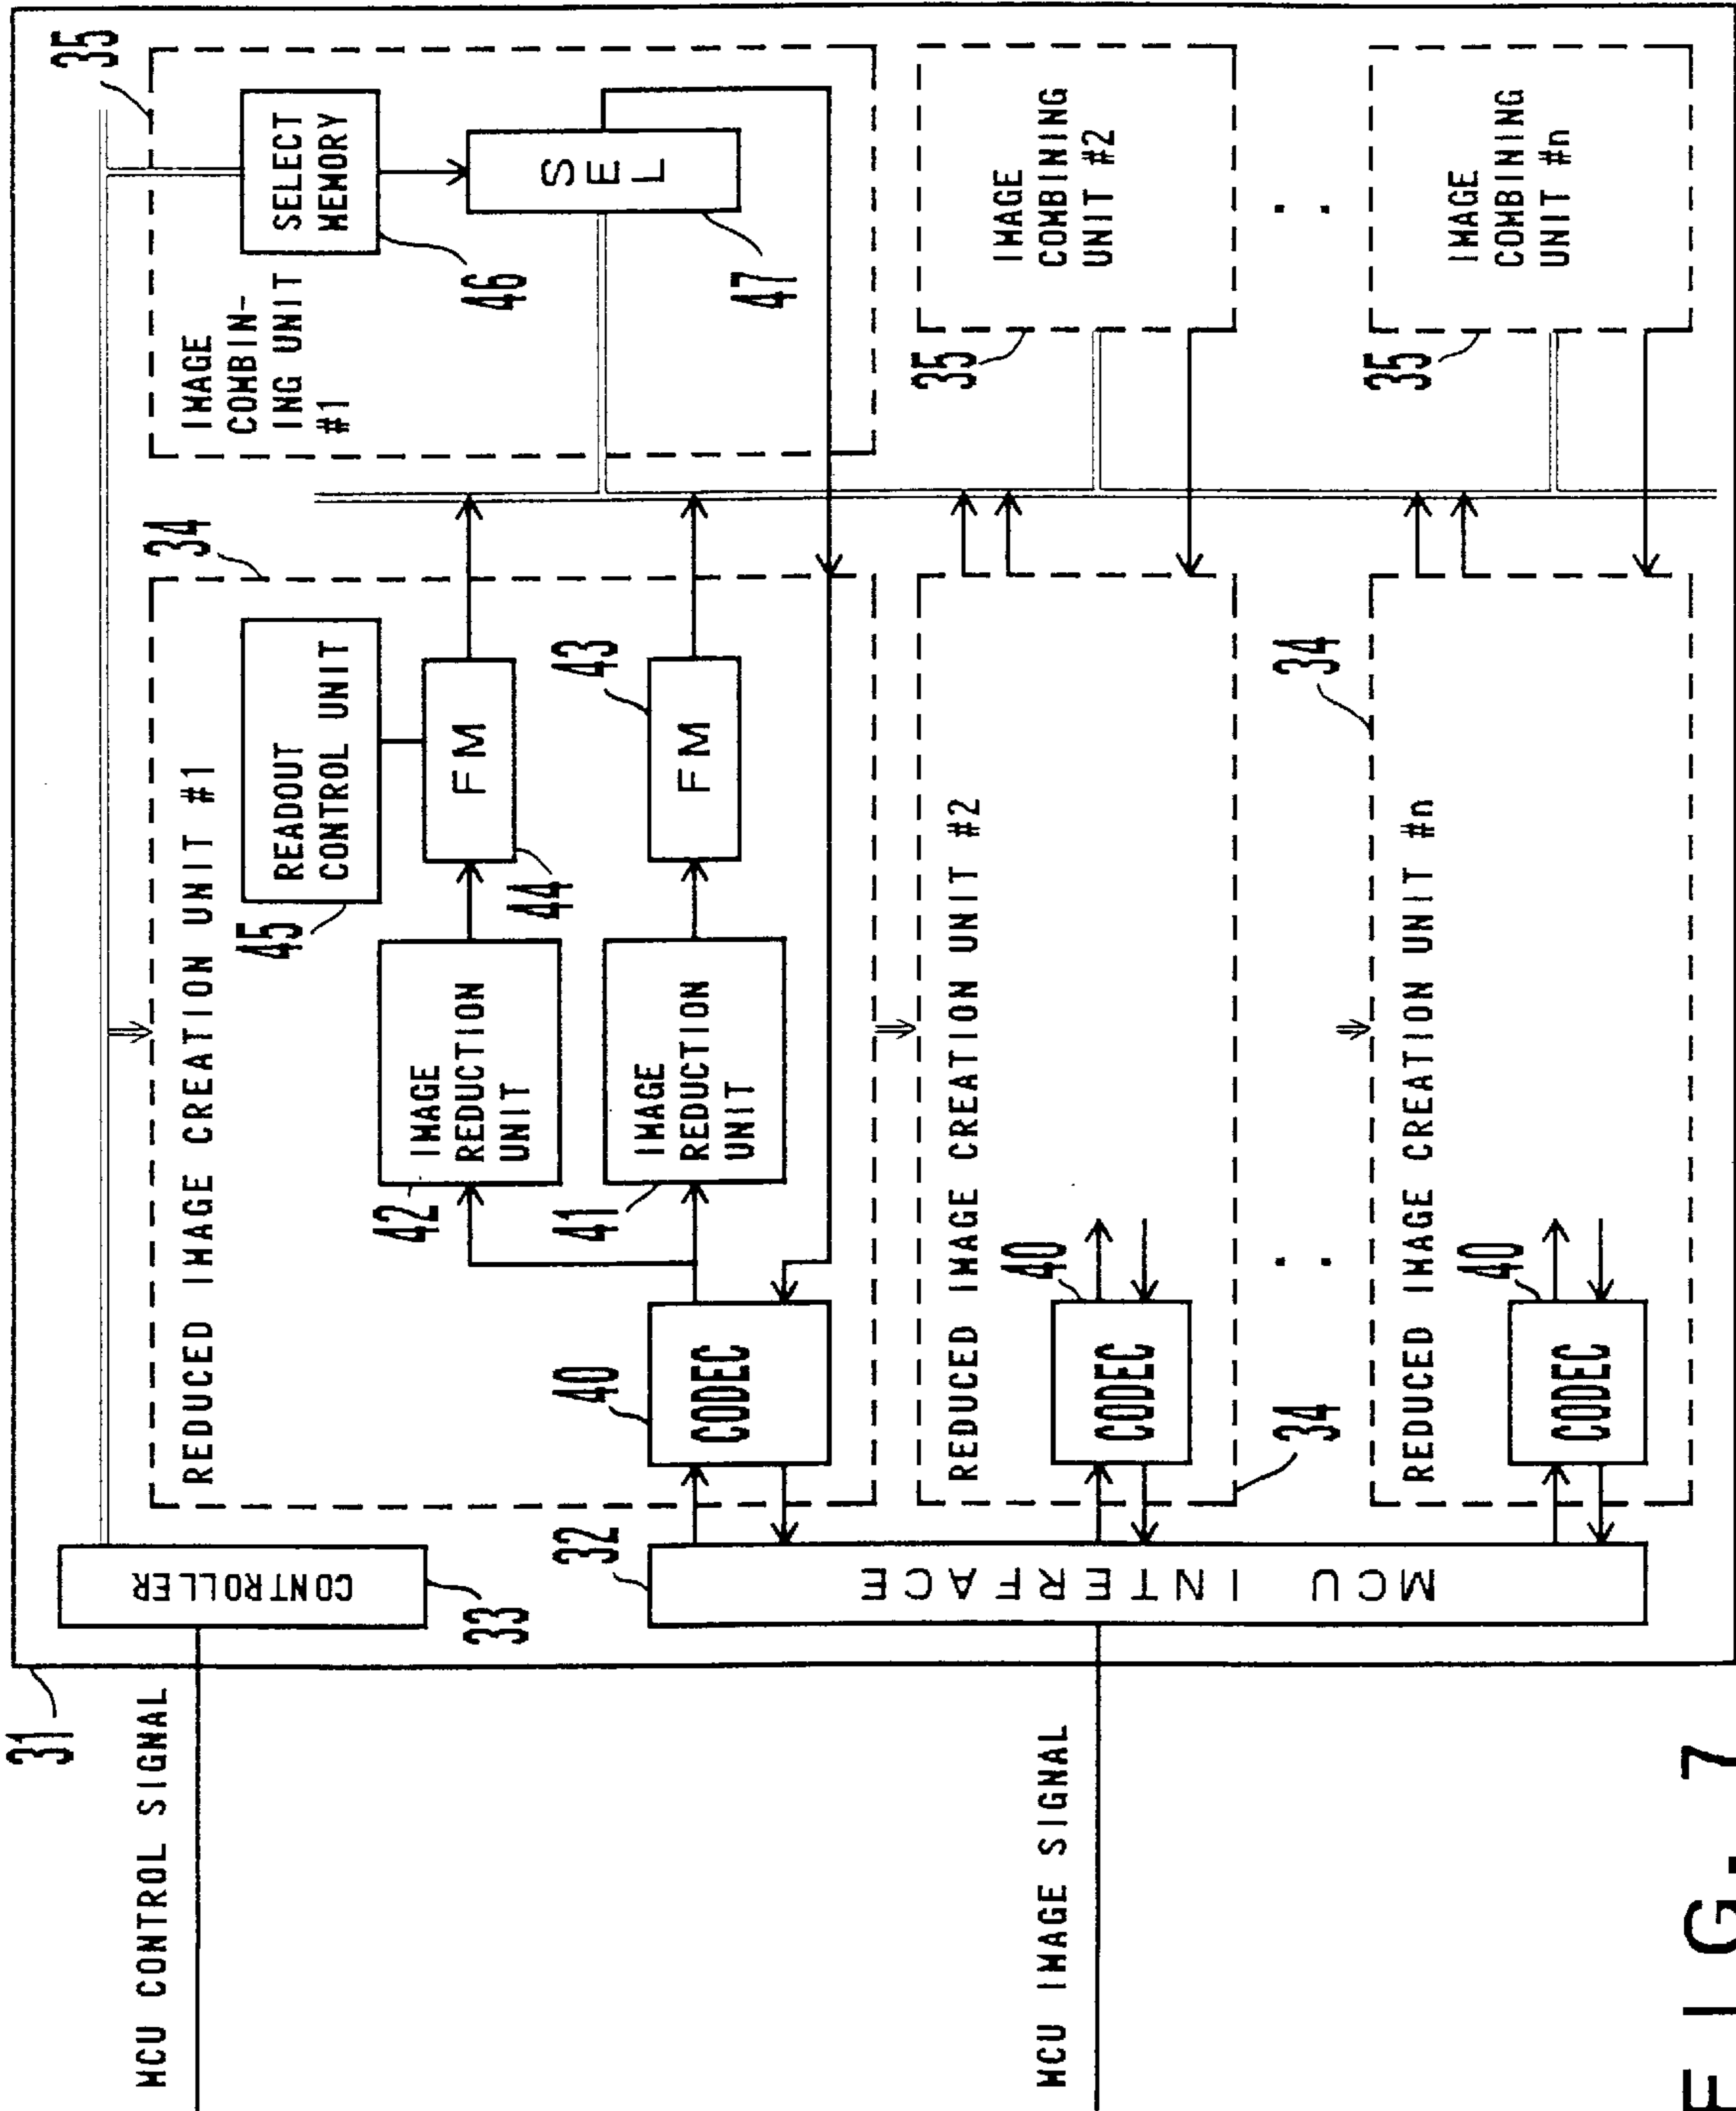 31
MCU CONTROL SIGNAL
CONTROLLER
33
MCU IMAGE SIGNAL
32
MCU INTERFACE
REDUCED IMAGE CREATION UNIT #1
34
40
CODEC
42
IMAGE
REDUCTION
UNIT
41
IMAGE
REDUCTION
UNIT
45
READOUT
CONTROL UNIT
FM
44
43
FM
35
IMAGE
COMBIN-
ING UNIT
#1
SELECT
MEMORY
46
SEL
47
REDUCED IMAGE CREATION UNIT #2
40
CODEC
34
35
IMAGE
COMBINING
UNIT #2
34
REDUCED IMAGE CREATION UNIT #n
40
CODEC
35
IMAGE
COMBINING
UNIT #n
FIG. 7